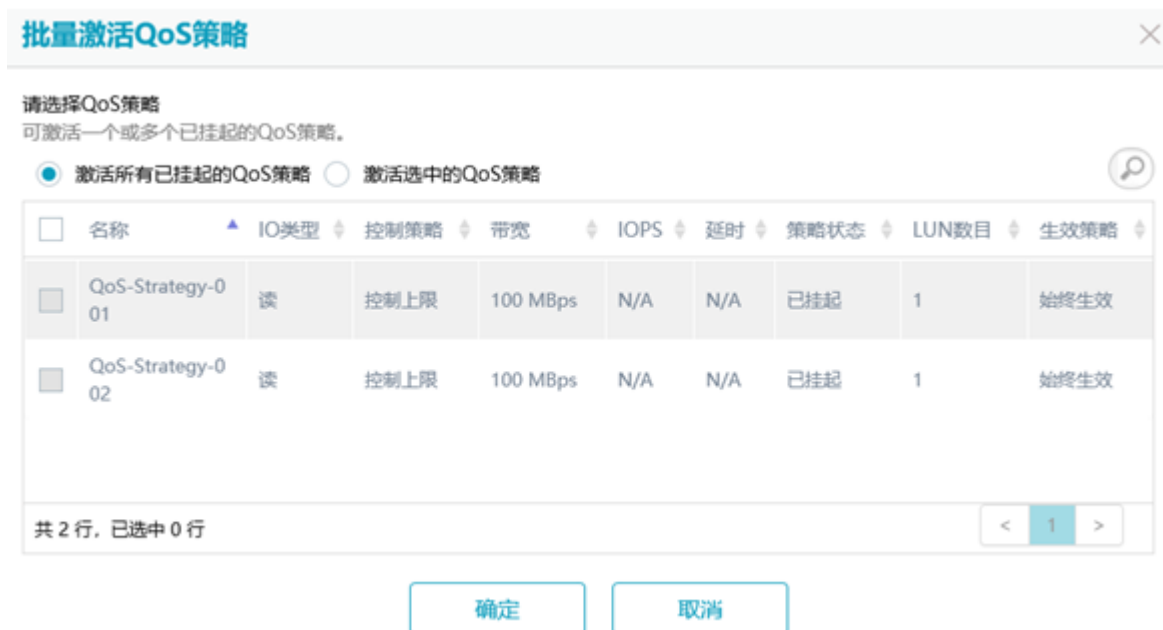 批量激活QoS策略
请选择QoS策略
可激活一个或多个已挂起的QoS策略。
激活所有已挂起的QoS策略 激活选中的QoS策略
名称 IO类型 控制策略 带宽 IOPS 延时 策略状态 LUN数目 生效策略
QoS-Strategy-0
01 读 控制上限 100 MBps N/A N/A 已挂起 1 始终生效
QoS-Strategy-0
02 读 控制上限 100 MBps N/A N/A 已挂起 1 始终生效
共 2 行，已选中 0 行 < 1 >
确定 取消